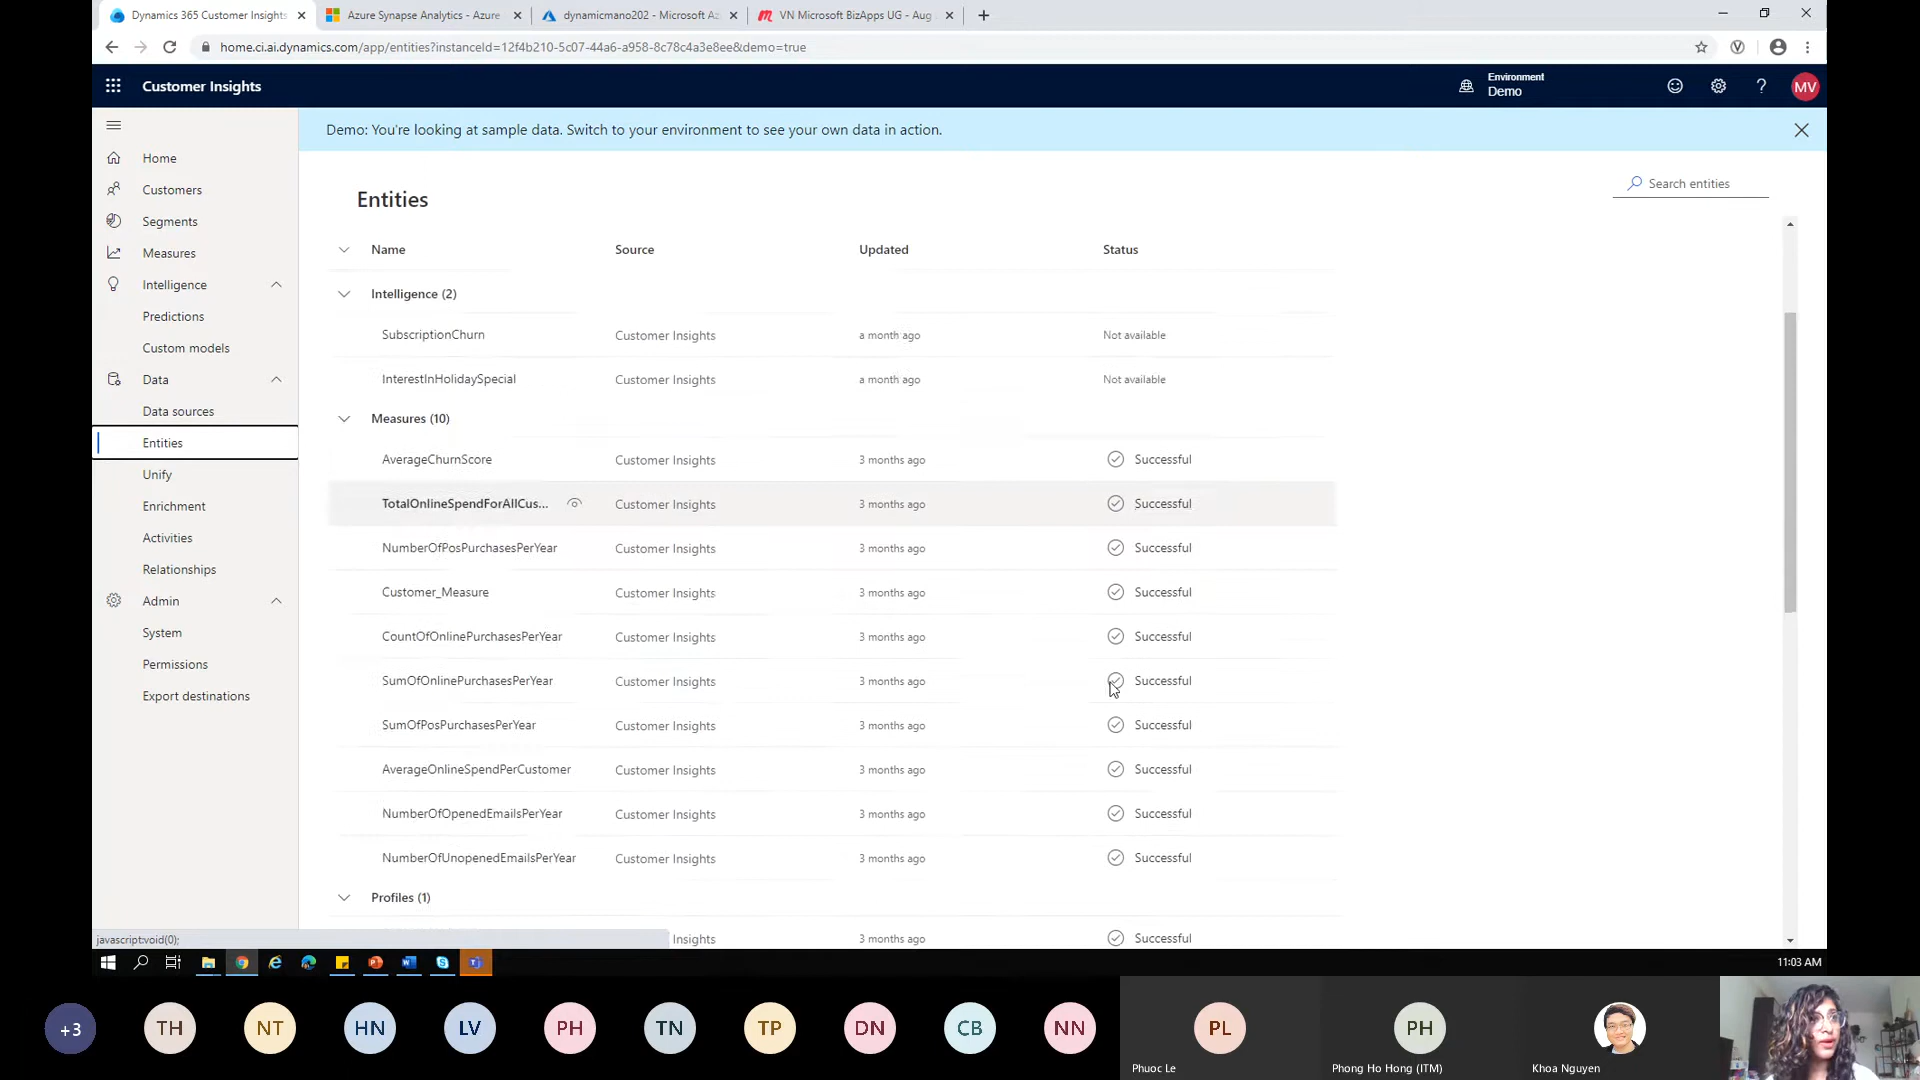 Dynamics 365 Customer Insights
Azure Synapse Analytics - Azure
dynamicmano202 - Microsoft Az
VN Microsoft BizApps UG - Aug
home.ci.ai.dynamics.com/app/entities?instanceId=12f4b210-5c07-44a6-a958-8c78c4a3e8ee&demo=true
Customer Insights
Environment
Demo
MV
Demo: You're looking at sample data. Switch to your environment to see your own data in action.
Home
Customers
Segments
Measures
Intelligence
Predictions
Custom models
Data
Data sources
Entities
Unify
Enrichment
Activities
Relationships
Admin
System
Permissions
Export destinations
Entities
Search entities
Name Source Updated Status
Intelligence (2)
SubscriptionChurn Customer Insights a month ago Not available
InterestInHolidaySpecial Customer Insights a month ago Not available
Measures (10)
AverageChurnScore Customer Insights 3 months ago Successful
TotalOnlineSpendForAllCus... Customer Insights 3 months ago Successful
NumberOfPosPurchasesPerYear Customer Insights 3 months ago Successful
Customer_Measure Customer Insights 3 months ago Successful
CountOfOnlinePurchasesPerYear Customer Insights 3 months ago Successful
SumOfOnlinePurchasesPerYear Customer Insights 3 months ago Successful
SumOfPosPurchasesPerYear Customer Insights 3 months ago Successful
AverageOnlineSpendPerCustomer Customer Insights 3 months ago Successful
NumberOfOpenedEmailsPerYear Customer Insights 3 months ago Successful
NumberOfUnopenedEmailsPerYear Customer Insights 3 months ago Successful
Profiles (1)
Insights 3 months ago Successful
javascript:void(0);
11:03 AM
+3 TH NT HN LV PH TN TP DN CB NN PL PH
Phuoc Le
Phong Ho Hong (ITM)
Khoa Nguyen